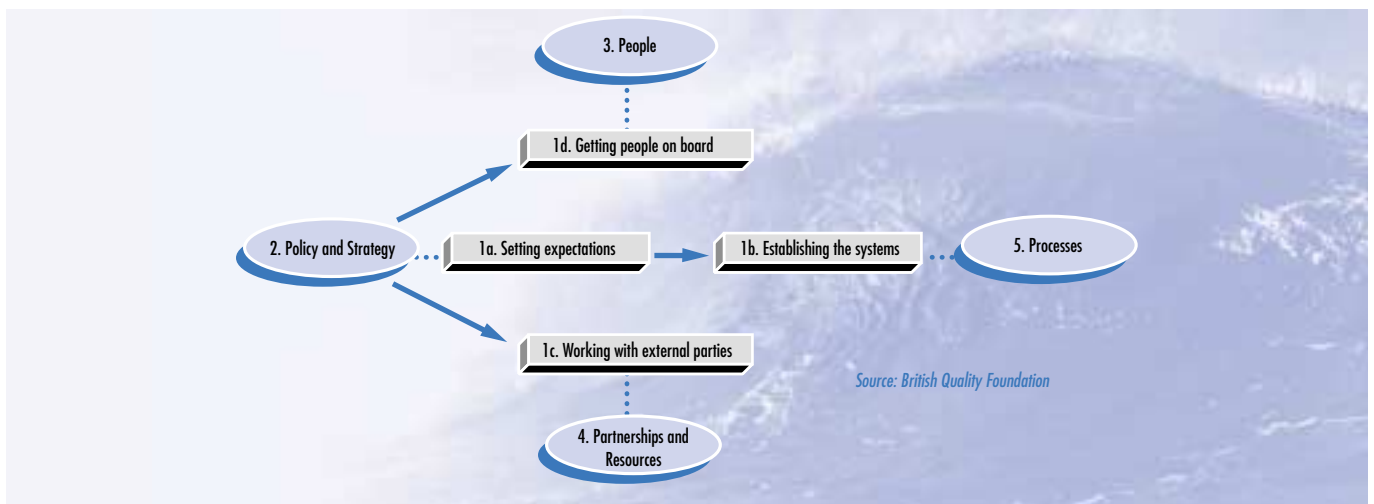 3. People
1d. Getting people on board
2. Policy and Strategy
1a. Setting expectations
1b. Establishing the systems
5. Processes
1c. Working with external parties
Source: British Quality Foundation
4. Partnerships and
Resources